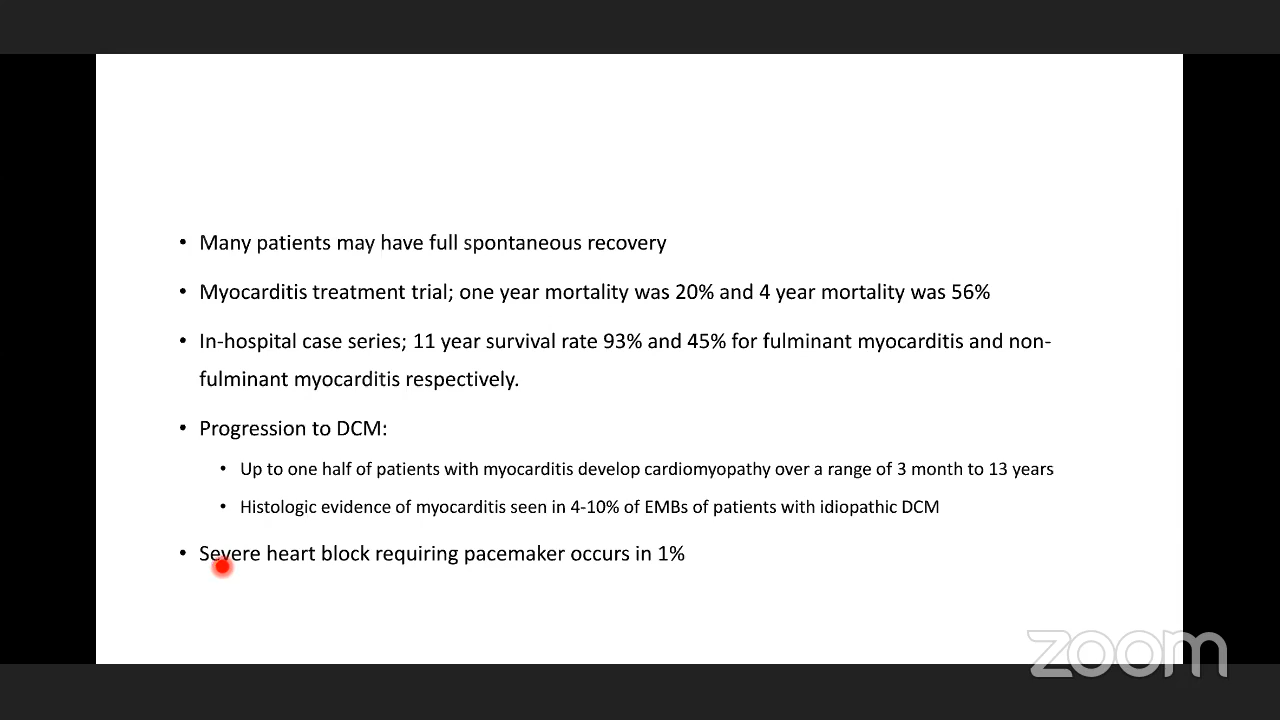 • Many patients may have full spontaneous recovery
• Myocarditis treatment trial; one year mortality was 20% and 4 year mortality was 56%
• In-hospital case series; 11 year survival rate 93% and 45% for fulminant myocarditis and non-
fulminant myocarditis respectively.
• Progression to DCM:
• Up to one half of patients with myocarditis develop cardiomyopathy over a range of 3 month to 13 years
• Histologic evidence of myocarditis seen in 4-10% of EMBs of patients with idiopathic DCM
• Severe heart block requiring pacemaker occurs in 1%
zoom